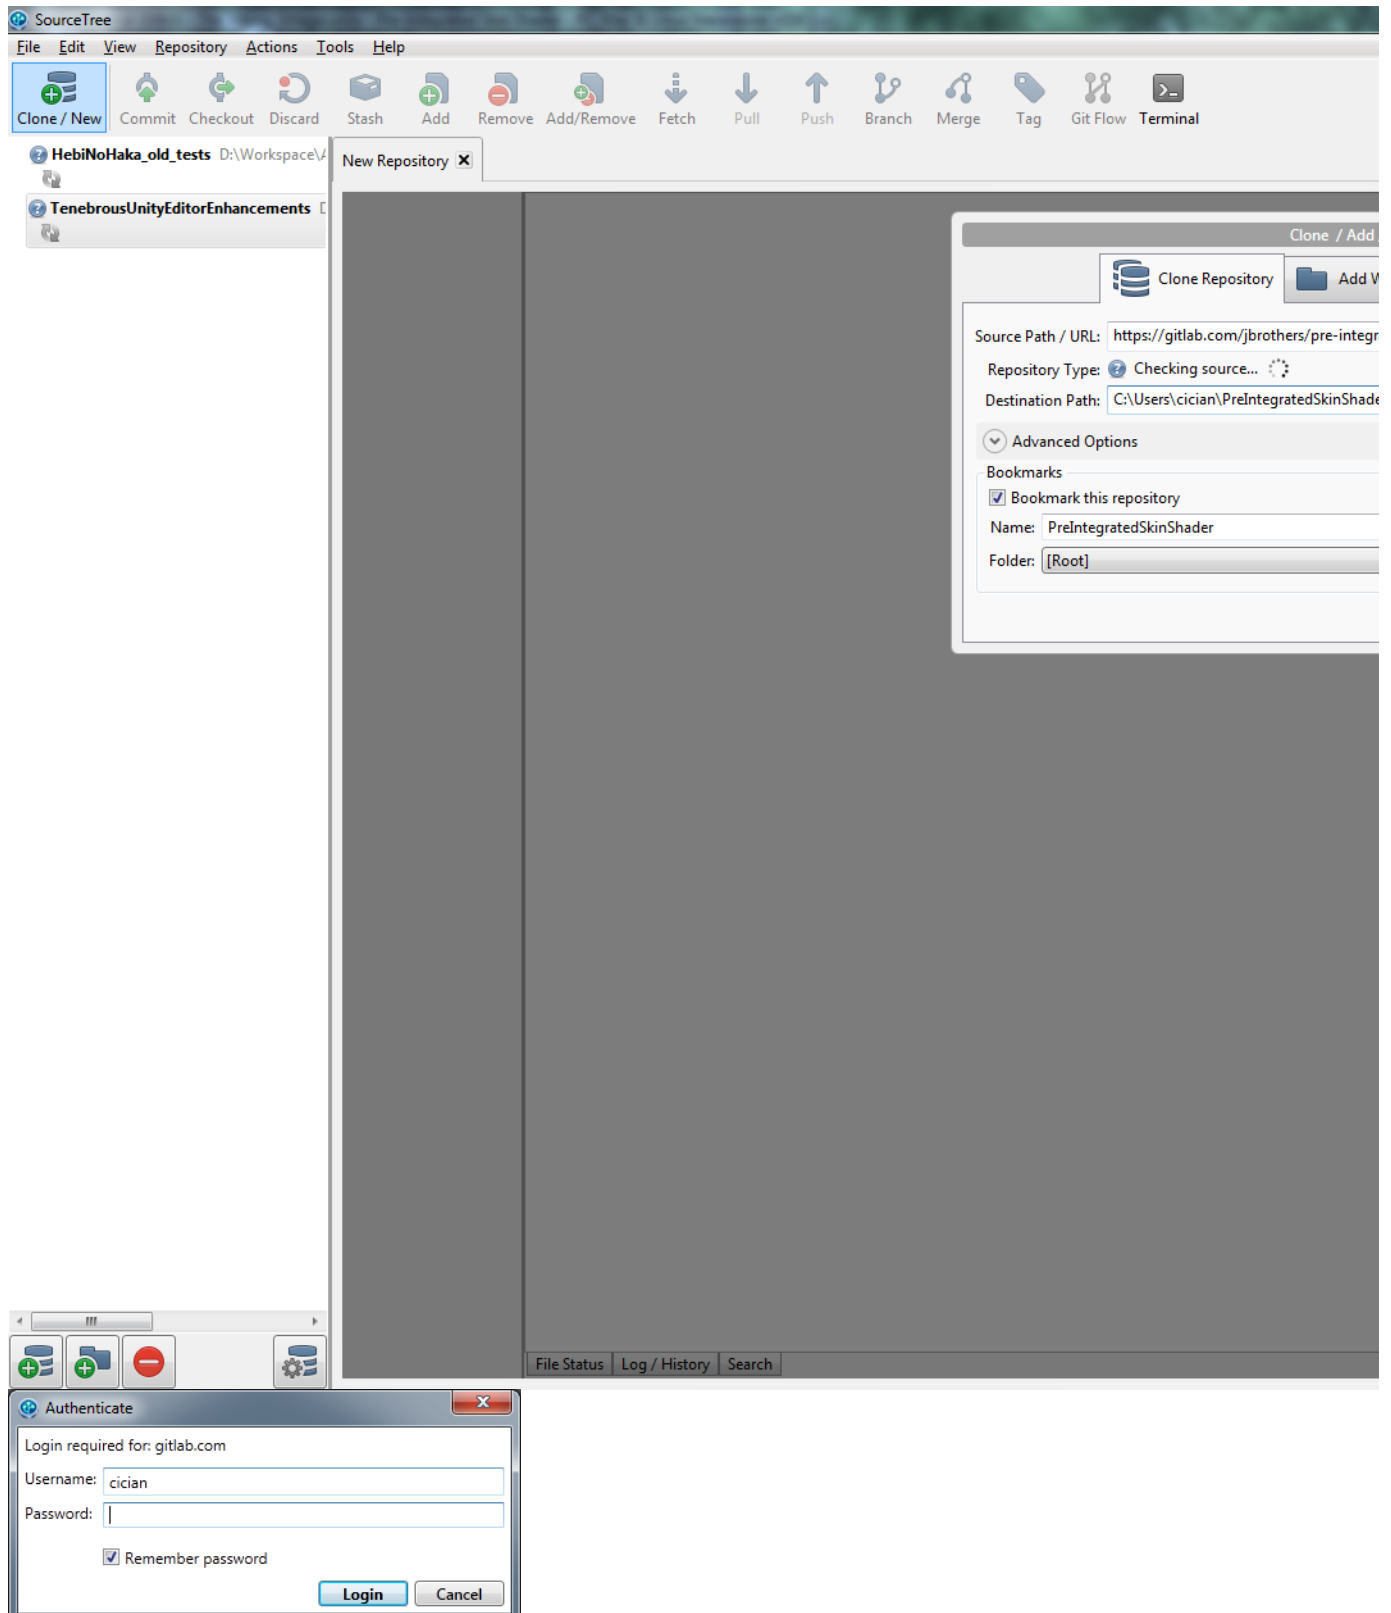 SourceTree
File Edit View Repository Actions Tools Help
Clone / New Commit Checkout Discard Stash Add Remove Add/Remove Fetch Pull Push Branch Merge Tag Git Flow Terminal
HebiNoHaka_old_tests D:\Workspace\
TenebrousUnityEditorEnhancements
New Repository
Clone / Add
Clone Repository Add
Source Path / URL: https://gitlab.com/jbrothers/pre-integr
Repository Type: Checking source...
Destination Path: C:\Users\cician\PreIntegratedSkinShade
Advanced Options
Bookmarks
Bookmark this repository
Name: PreIntegratedSkinShader
Folder: [Root]
File Status Log / History Search
Authenticate
Login required for: gitlab.com
Username: cician
Password:
Remember password
Login Cancel